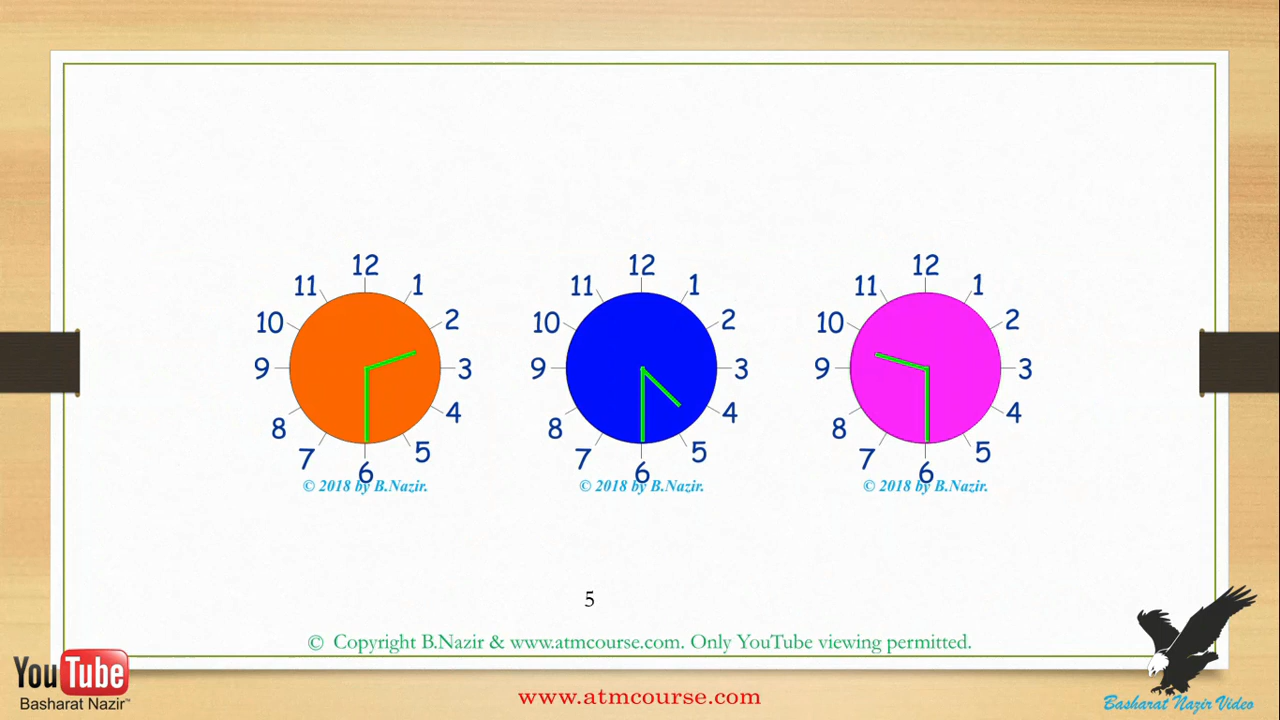 12 12 12
11 1 11 1 11 1
10 2 10 2 10 2
9 3 9 3 9 3
8 4 8 4 8 4
7 5 7 5 7 5
6 6 6
© 2018 by B.Nazir. © 2018 by B.Nazir. © 2018 by B.Nazir.
5
© Copyright B.Nazir & www.atmcourse.com. Only YouTube viewing permitted.
YouTube
Basharat Nazir™
www.atmcourse.com
Basharat Nazir Video